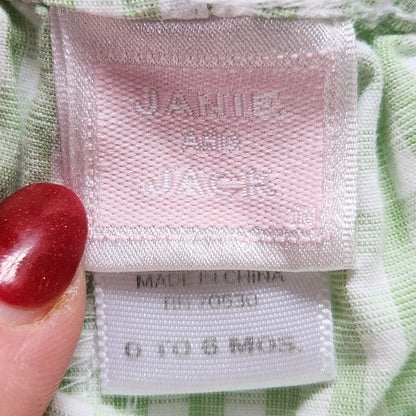 JANIE
AND
JACK
MADE IN CHINA
0 TO 6 MOS.